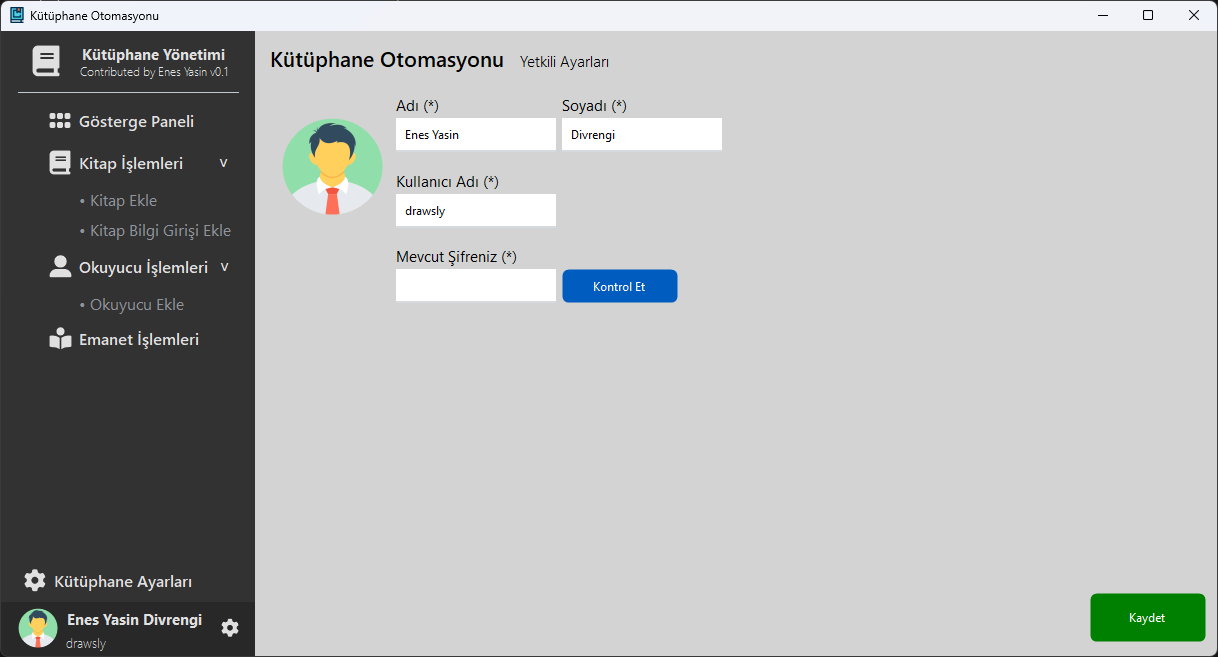 Kütüphane Otomasyonu
Kütüphane Yönetimi
Contributed by Enes Yasin v0.1
Gösterge Paneli
Kitap İşlemleri v
• Kitap Ekle
• Kitap Bilgi Girişi Ekle
Okuyucu İşlemleri v
• Okuyucu Ekle
Emanet İşlemleri
Kütüphane Ayarları
Enes Yasin Divrengi
drawsly
Kütüphane Otomasyonu Yetkili Ayarları
Adı (*) Soyadı (*)
Enes Yasin Divrengi
Kullanıcı Adı (*)
drawsly
Mevcut Şifreniz (*)
Kontrol Et
Kaydet